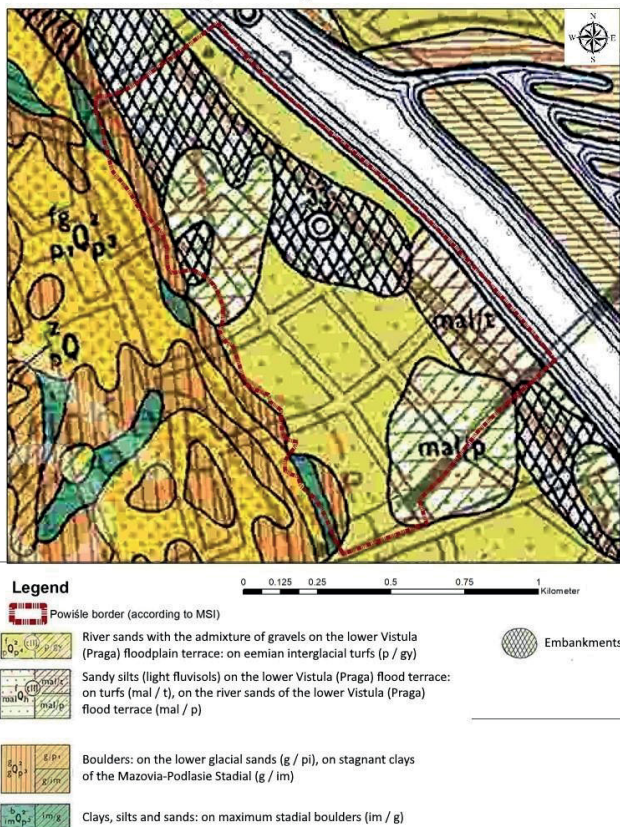 N
W E
S
mal/t
mal/p
Legend
0 0.125 0.25 0.5 0.75 1
Kilometer
Powiśle border (according to MSI)
River sands with the admixture of gravels on the lower Vistula
(Praga) floodplain terrace: on eemian interglacial turfs (p / gy)
Embankments
Sandy silts (light fluvisols) on the lower Vistula (Praga) flood terrace:
on turfs (mal / t), on the river sands of the lower Vistula (Praga)
flood terrace (mal / p)
mal/t
mal/p
Boulders: on the lower glacial sands (g / pi), on stagnant clays
of the Mazovia-Podlasie Stadial (g / im)
g/im
Clays, silts and sands: on maximum stadial boulders (im / g)
im/g